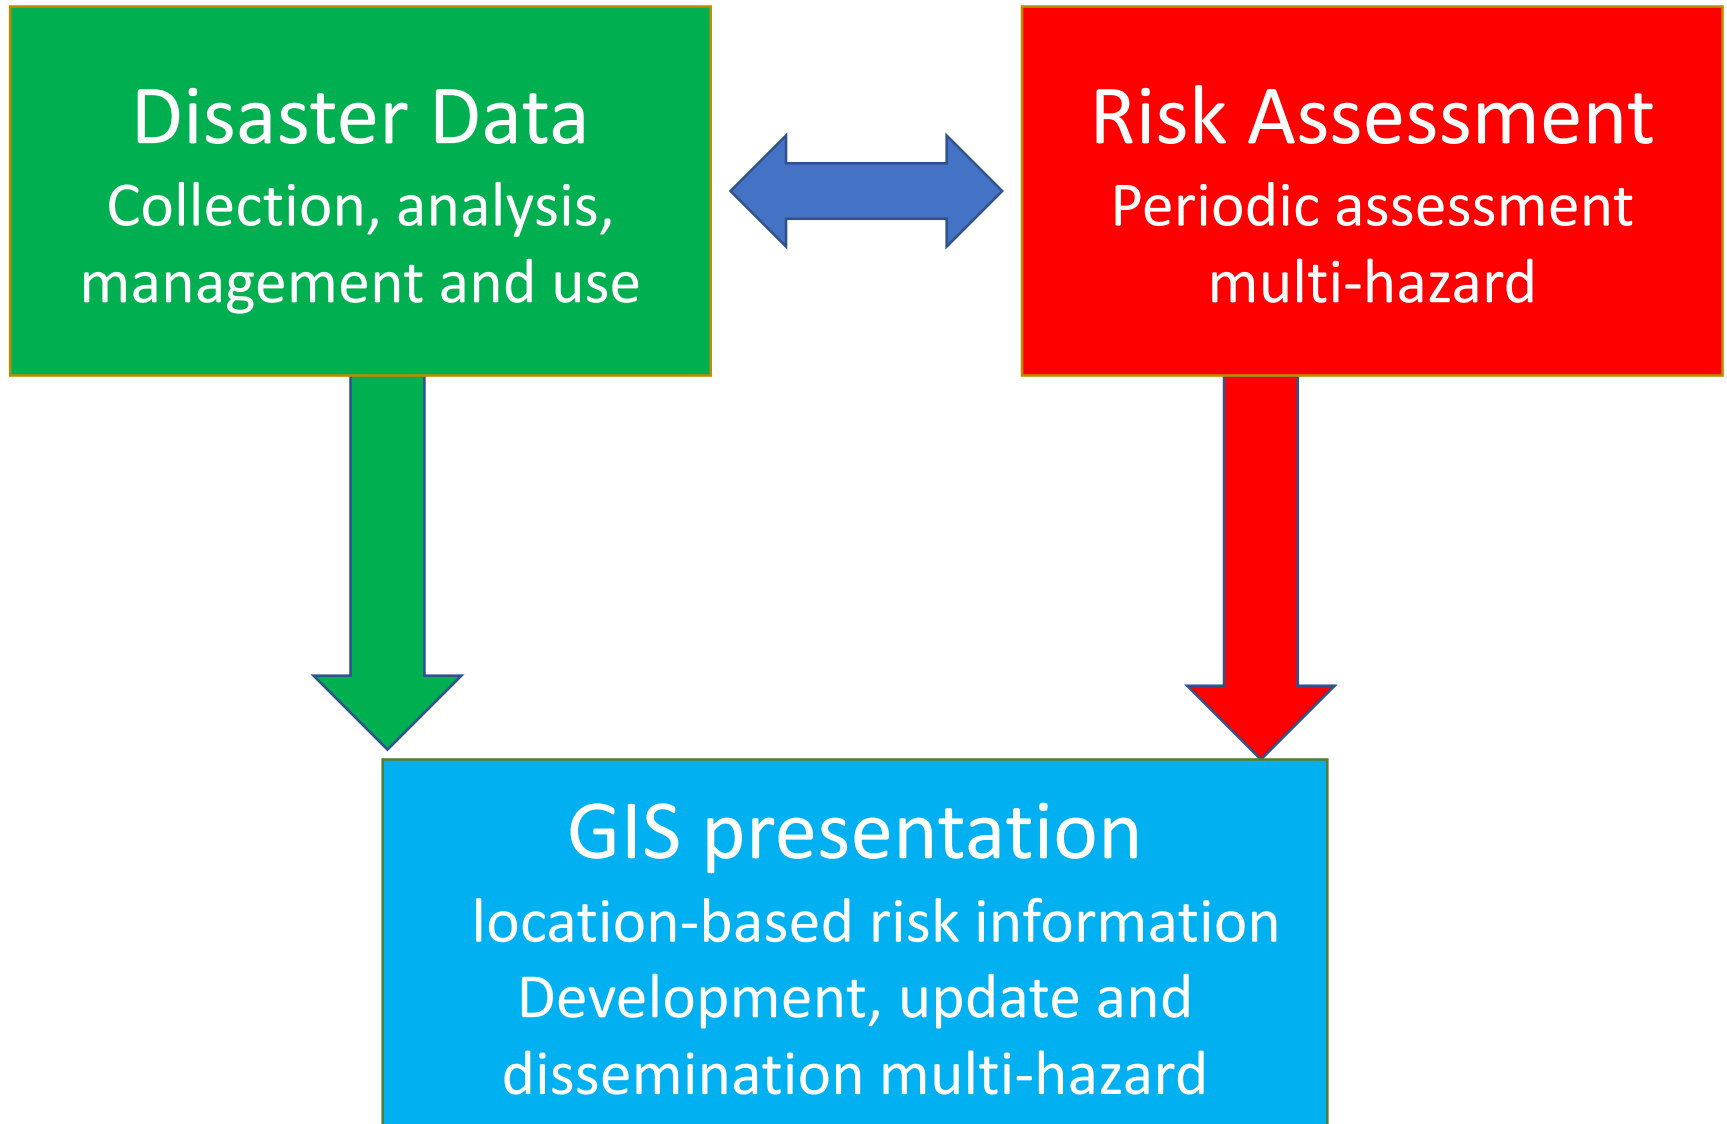 Disaster Data
Collection, analysis,
management and use
Risk Assessment
Periodic assessment
multi-hazard
GIS presentation
location-based risk information
Development, update and
dissemination multi-hazard